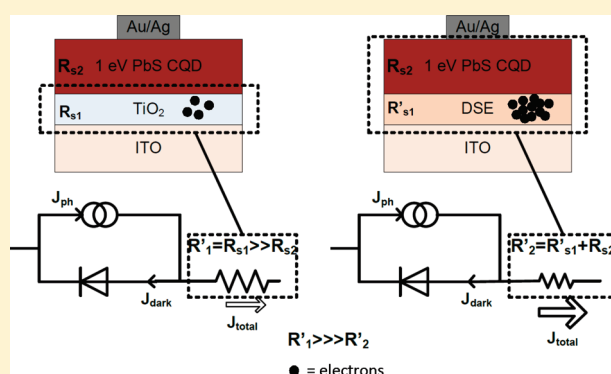 Au/Ag
Rs2 1 eV PbS CQD
Rs1 TiO2
ITO
Jph
R'1=Rs1>>Rs2
Jdark
Jtotal
Au/Ag
Rs2 1 eV PbS CQD
R's1 DSE
ITO
Jph
R'2=R's1+Rs2
Jdark
Jtotal
R'1>>>R'2
= electrons